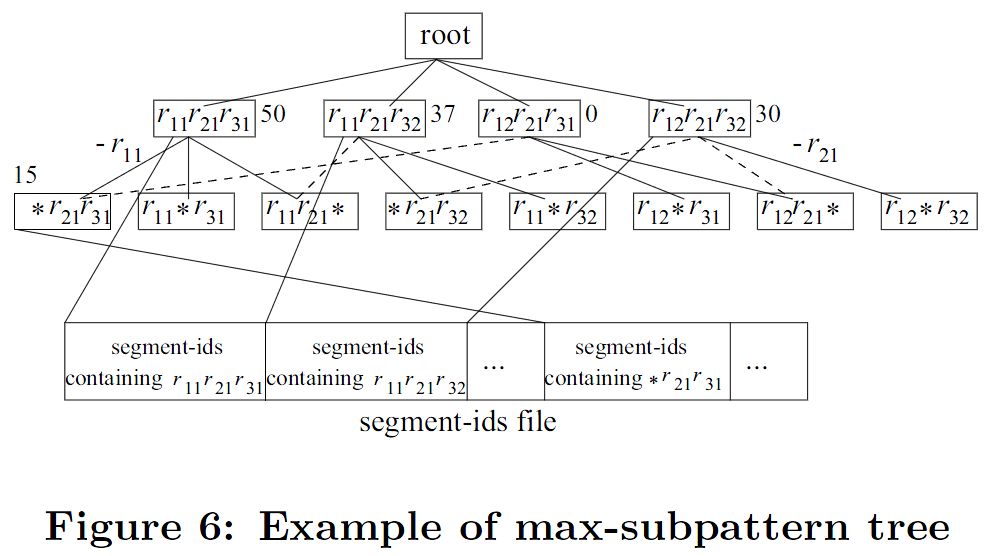 root
r11r21r31 50 r11r21r32 37 r12r21r31 0 r12r21r32 30
- r11 - r21
15
*r21r31 r11*r31 r11r21* *r21r32 r11*r32 r12*r31 r12r21* r12*r32
segment-ids segment-ids segment-ids
containing r11r21r31 containing r11r21r32 ... containing *r21r31 ...
segment-ids file
Figure 6: Example of max-subpattern tree